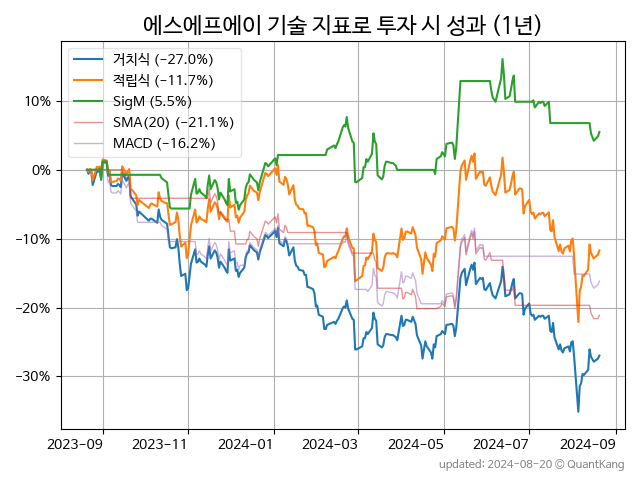 에스에프에이 기술 지표로 투자 시 성과 (1년)
거치식 (−27.0%)
적립식 (−11.7%)
SigM (5.5%)
SMA(20) (−21.1%)
MACD (−16.2%)
10%
0%
−10%
−20%
−30%
2023-09 2023-11 2024-01 2024-03 2024-05 2024-07 2024-09
updated: 2024-08-20 © QuantKang